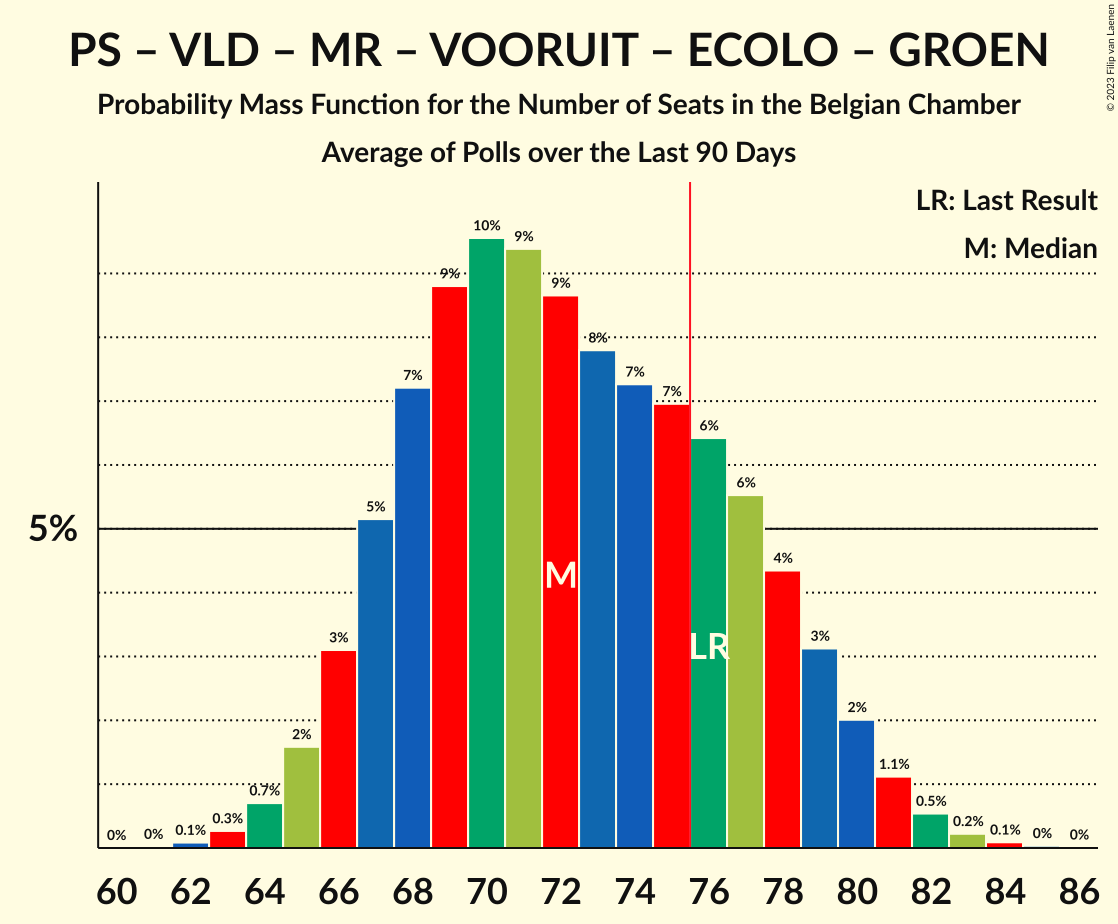 PS – VLD – MR – VOORUIT – ECOLO – GROEN
Probability Mass Function for the Number of Seats in the Belgian Chamber
Average of Polls over the Last 90 Days
© 2023 Filip van Laenen
LR: Last Result
M: Median
5%
0% 0% 0.1% 0.3% 0.7% 2% 3% 5% 7% 9% 10% 9% 9% 8% 7% 7% 6% 6% 4% 3% 2% 1.1% 0.5% 0.2% 0.1% 0% 0%
M
LR
60 62 64 66 68 70 72 74 76 78 80 82 84 86